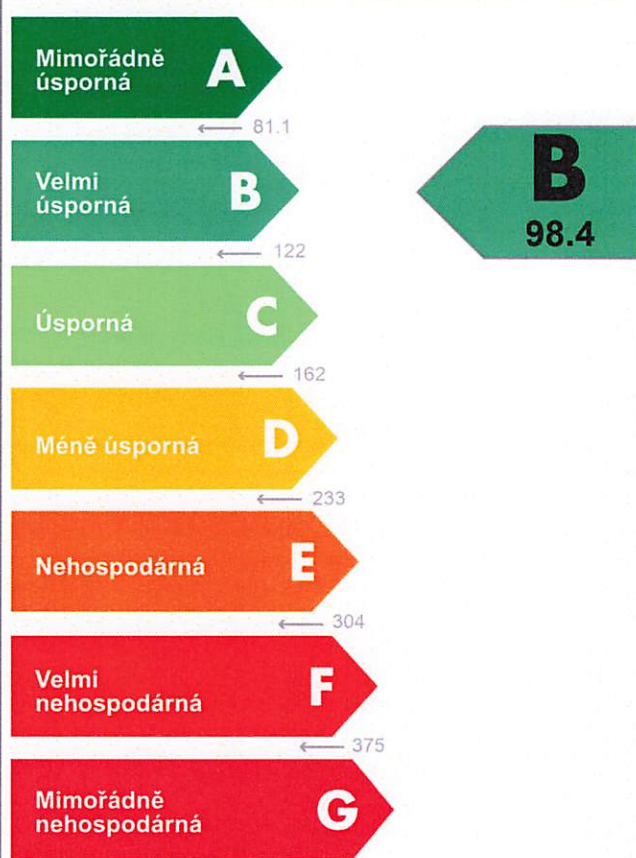 Mimořádně
úsporná
A
81.1
Velmi
úsporná
B
122
B
98.4
Úsporná
C
162
Méně úsporná
D
233
Nehospodárná
E
304
Velmi
nehospodárná
F
375
Mimořádně
nehospodárná
G